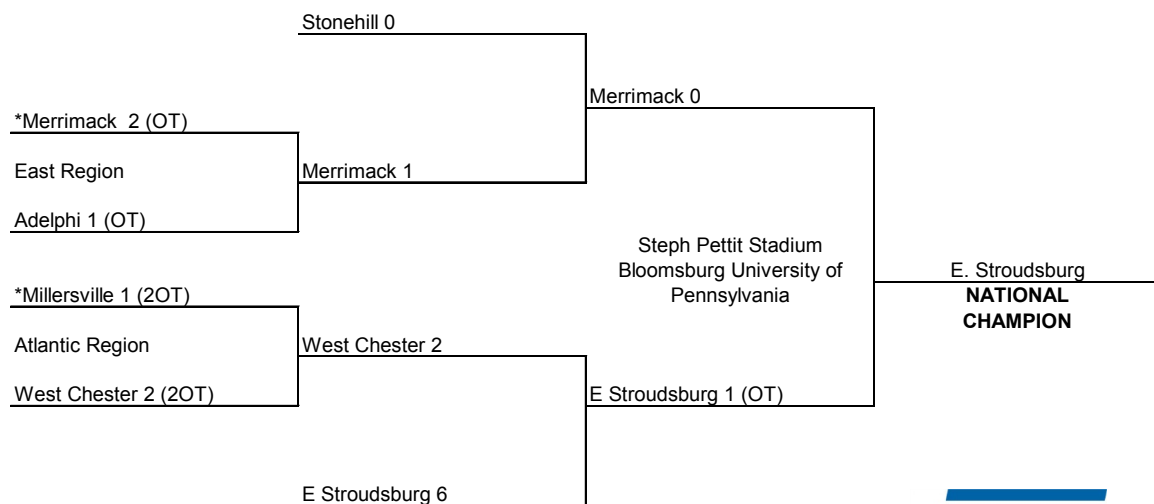 Stonehill 0
Merrimack 0
*Merrimack  2 (OT)
East Region
Merrimack 1
Adelphi 1 (OT)
Steph Pettit Stadium
Bloomsburg University of
Pennsylvania
E. Stroudsburg
NATIONAL
CHAMPION
*Millersville 1 (2OT)
Atlantic Region
West Chester 2
West Chester 2 (2OT)
E Stroudsburg 1 (OT)
E Stroudsburg 6